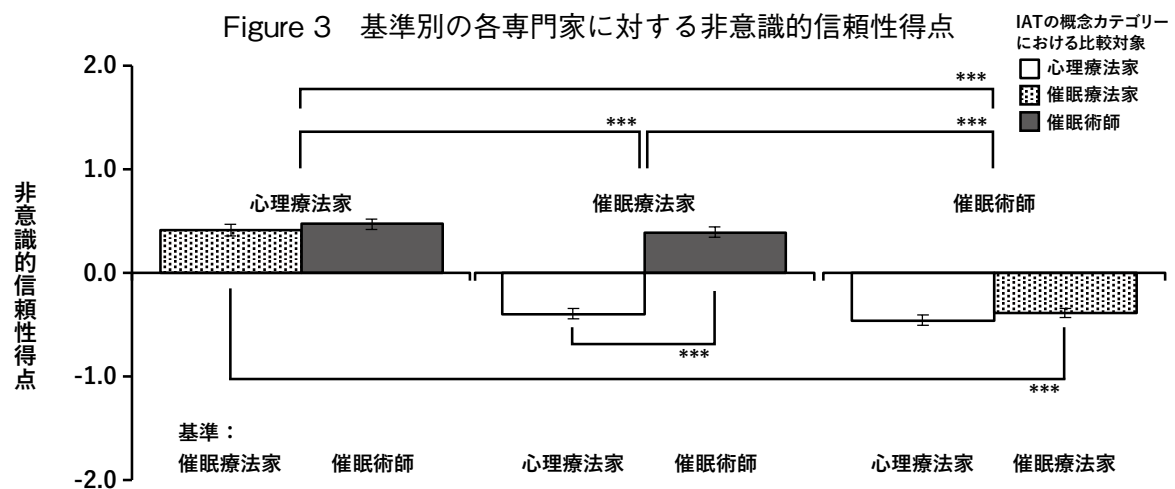 Figure 3　基準別の各専門家に対する非意識的信頼性得点
IATの概念カテゴリー
における比較対象
心理療法家
催眠療法家
催眠術師
2.0
1.0
0.0
-1.0
-2.0
非意識的信頼性得点
***
***
***
心理療法家
催眠療法家
催眠術師
***
***
基準：
催眠療法家
催眠術師
心理療法家
催眠術師
心理療法家
催眠療法家